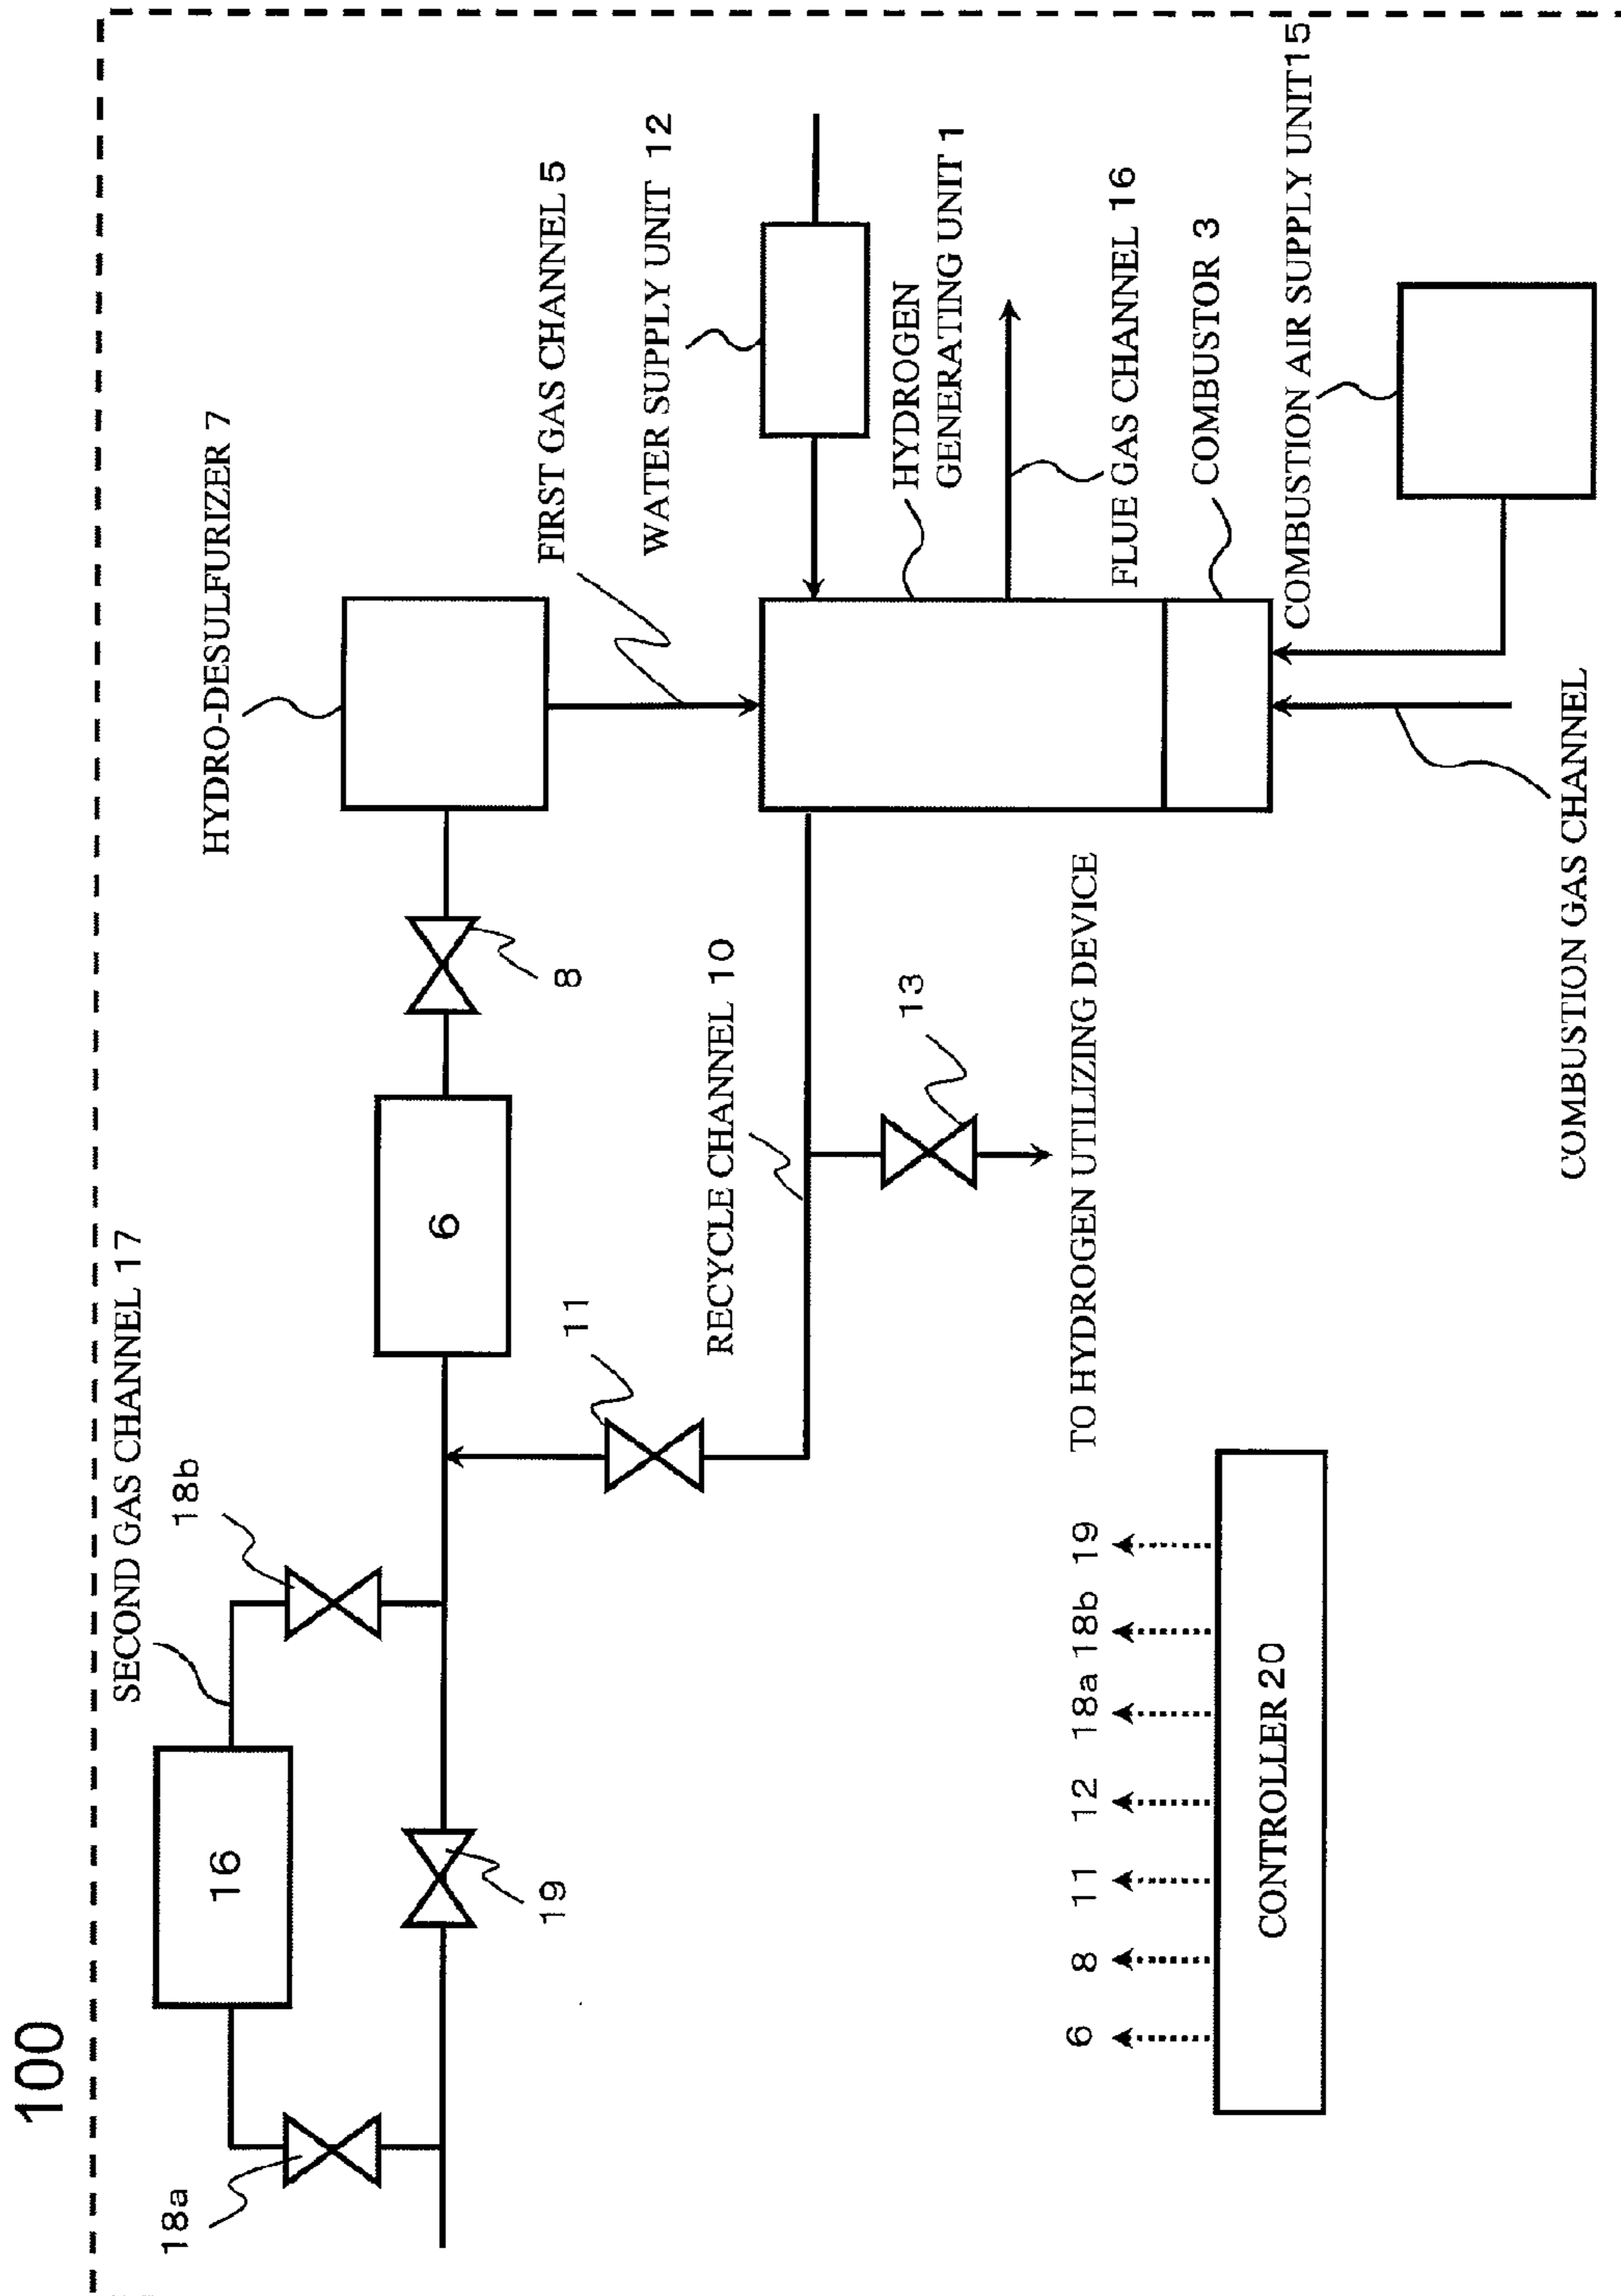 100
SECOND GAS CHANNEL 17
HYDRO-DESULFURIZER 7
18a
16
18b
19
6
8
FIRST GAS CHANNEL 5
11
WATER SUPPLY UNIT 12
RECYCLE CHANNEL 10
13
HYDROGEN
GENERATING UNIT 1
TO HYDROGEN UTILIZING DEVICE
FLUE GAS CHANNEL 16
COMBUSTOR 3
COMBUSTION AIR SUPPLY UNIT15
COMBUSTION GAS CHANNEL
6 8 11 12 18a 18b 19
CONTROLLER 20